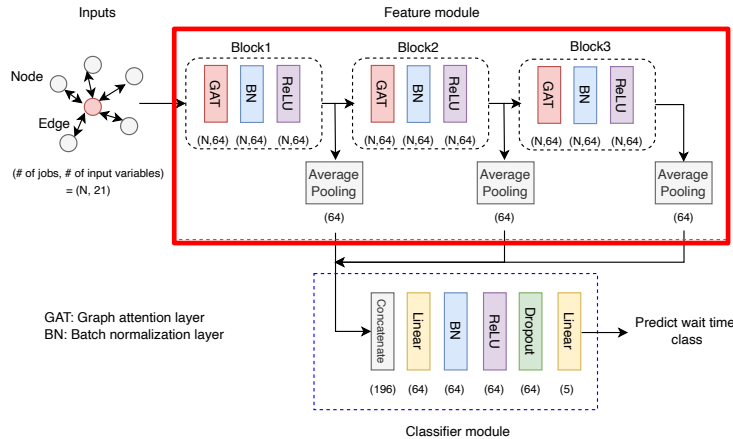 Inputs
Feature module
Block1
Block2
Block3
Node
Edge
GAT
BN
ReLU
GAT
BN
ReLU
GAT
BN
ReLU
(N,64)
(N,64)
(N,64)
(N,64)
(N,64)
(N,64)
(N,64)
(N,64)
(N,64)
(# of jobs, # of input variables)
= (N, 21)
Average
Pooling
Average
Pooling
Average
Pooling
(64)
(64)
(64)
GAT: Graph attention layer
BN: Batch normalization layer
Concatenate
Linear
BN
ReLU
Dropout
Linear
Predict wait time
class
(196)
(64)
(64)
(64)
(64)
(5)
Classifier module